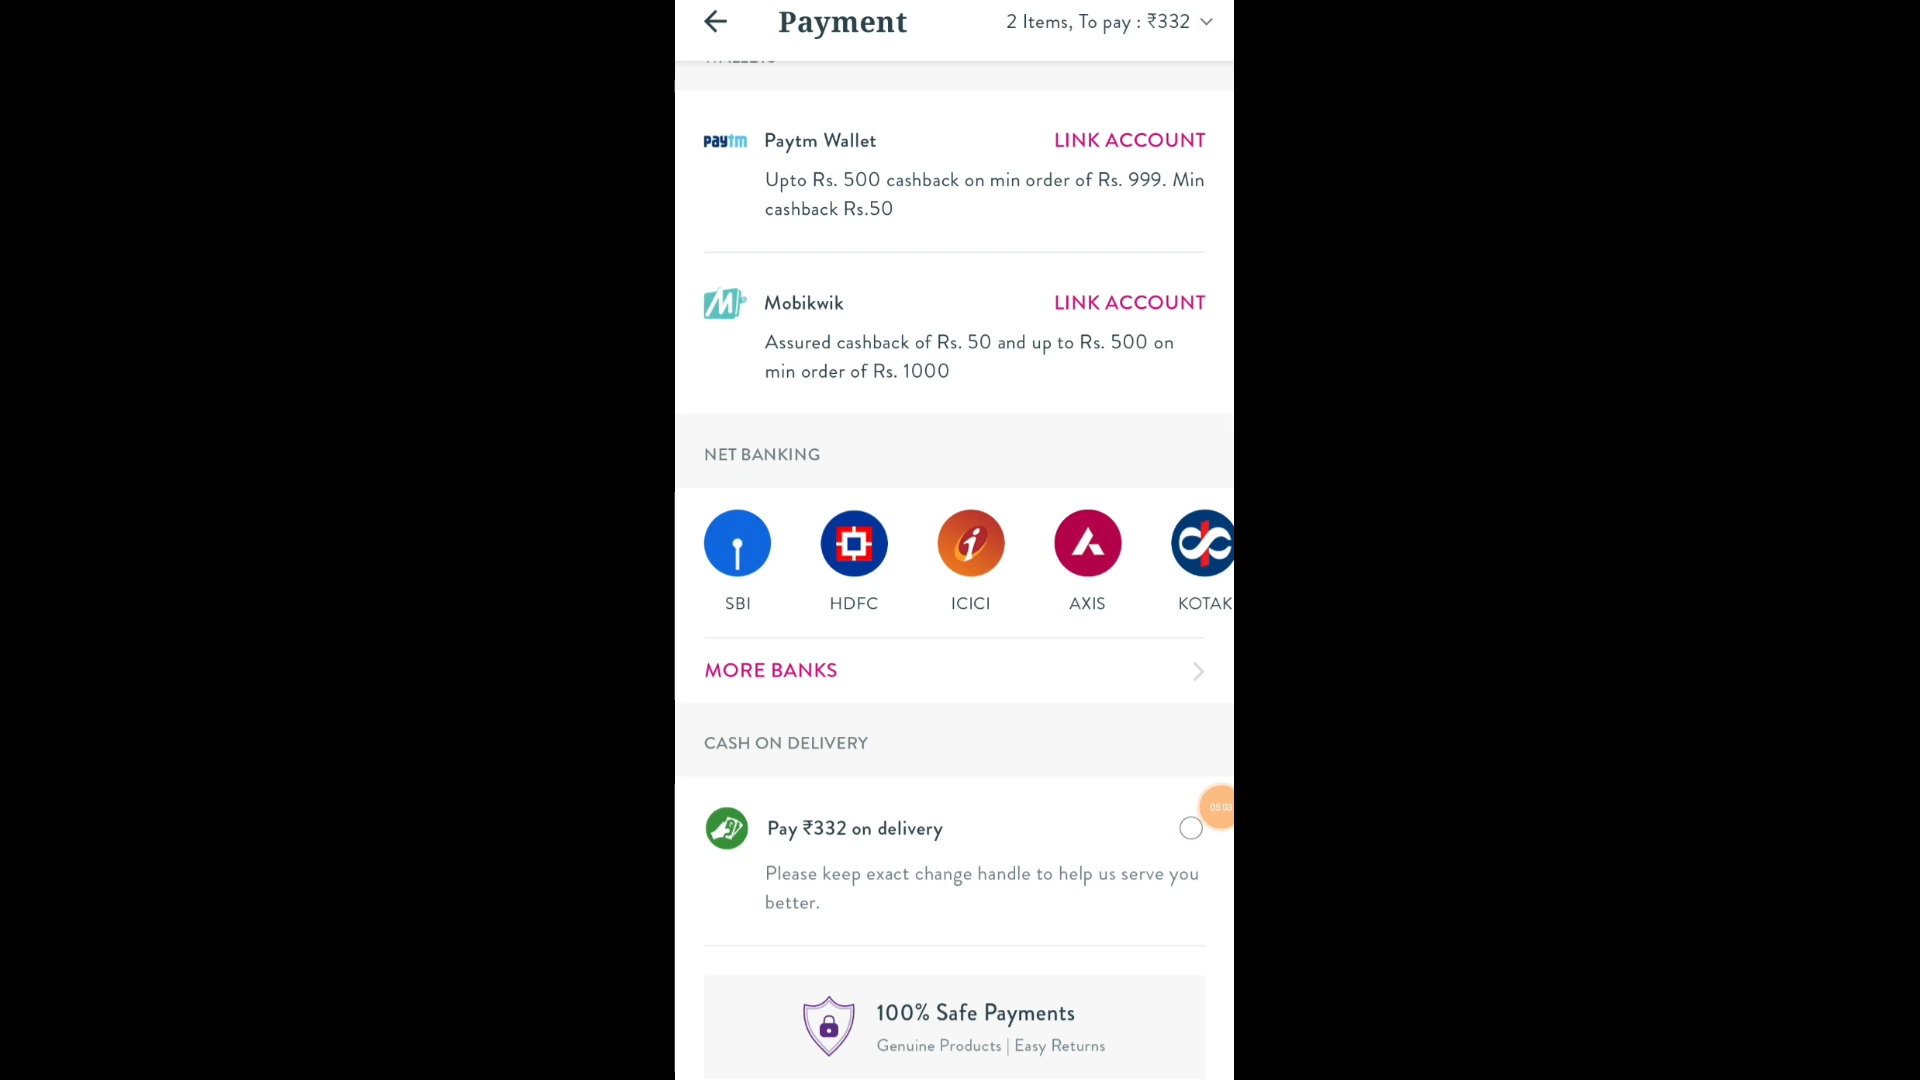 Payment
2 Items, To pay : ₹332
WALLETS
paytm
Paytm Wallet
LINK ACCOUNT
Upto Rs. 500 cashback on min order of Rs. 999. Min
cashback Rs.50
Mobikwik
LINK ACCOUNT
Assured cashback of Rs. 50 and up to Rs. 500 on
min order of Rs. 1000
NET BANKING
SBI
HDFC
ICICI
AXIS
KOTAK
MORE BANKS
CASH ON DELIVERY
05:03
Pay ₹332 on delivery
Please keep exact change handle to help us serve you
better.
100% Safe Payments
Genuine Products | Easy Returns